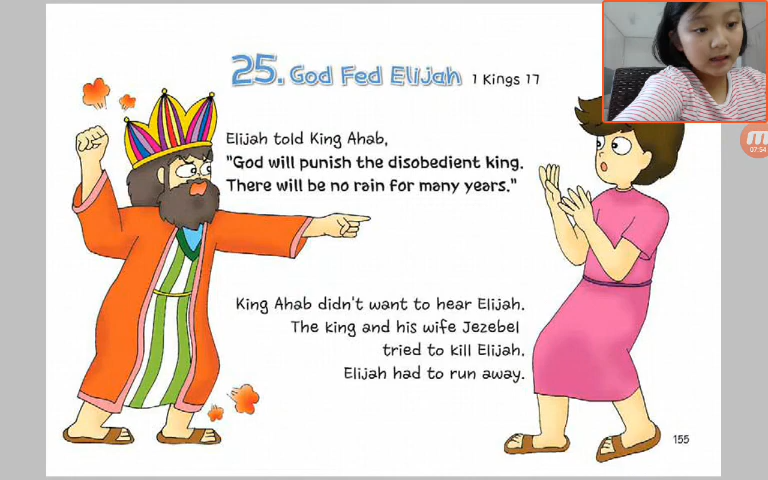 25. God Fed Elijah 1 Kings 17
Elijah told King Ahab,
"God will punish the disobedient king.
There will be no rain for many years."
King Ahab didn't want to hear Elijah.
The king and his wife Jezebel
tried to kill Elijah.
Elijah had to run away.
155
07:54